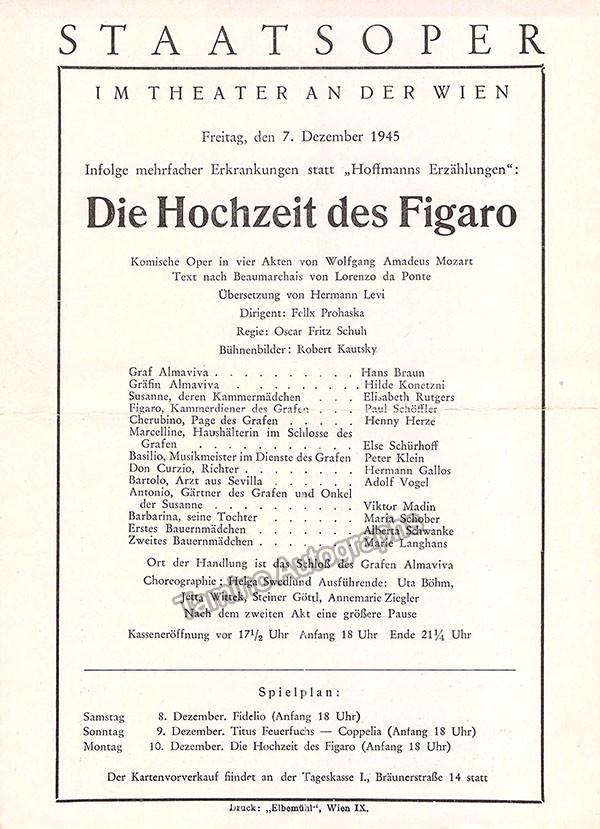 STAATSOPER
IM THEATER AN DER WIEN
Freitag, den 7. Dezember 1945
Infolge mehrfacher Erkrankungen statt „Hoffmanns Erzählungen“:
Die Hochzeit des Figaro
Komische Oper in vier Akten von Wolfgang Amadeus Mozart
Text nach Beaumarchais von Lorenzo da Ponte
Übersetzung von Hermann Levi
Dirigent: Felix Prohaska
Regie: Oscar Fritz Schuh
Bühnenbilder: Robert Kautsky
Graf Almaviva . . . . . . . . . . Hans Braun
Gräfin Almaviva . . . . . . . . . Hilde Konetzni
Susanne, deren Kammermädchen . . . Elisabeth Rutgers
Figaro, Kammerdiener des Grafen . . . Paul Schöffler
Cherubino, Page des Grafen . . . . . Henny Herze
Marcelline, Haushälterin im Schlosse des
Grafen . . . . . . . . . . . Else Schürhoff
Basilio, Musikmeister im Dienste des Grafen Peter Klein
Don Curzio, Richter . . . . . . . . Hermann Gallos
Bartolo, Arzt aus Sevilla . . . . . . Adolf Vogel
Antonio, Gärtner des Grafen und Onkel
der Susanne . . . . . . . . . Viktor Madin
Barbarina, seine Tochter . . . . . . Maria Schober
Erstes Bauernmädchen . . . . . . . Alberta Schwanke
Zweites Bauernmädchen . . . . . . . Marie Langhans
Ort der Handlung ist das Schloß des Grafen Almaviva
Choreographie: Helga Swedlund Ausführende: Uta Böhm,
Jetta Wittek, Steiner Göttl, Annemarie Ziegler
Nach dem zweiten Akt eine größere Pause
Kasseneröffnung vor 17½ Uhr Anfang 18 Uhr Ende 21¼ Uhr
Tamino Autographs
Spielplan:
Samstag 8. Dezember. Fidelio (Anfang 18 Uhr)
Sonntag 9. Dezember. Titus Feuerfuchs — Coppelia (Anfang 18 Uhr)
Montag 10. Dezember. Die Hochzeit des Figaro (Anfang 18 Uhr)
Der Kartenvorverkauf findet an der Tageskasse I., Bräunerstraße 14 statt
Druck: „Elbemühl“, Wien IX.